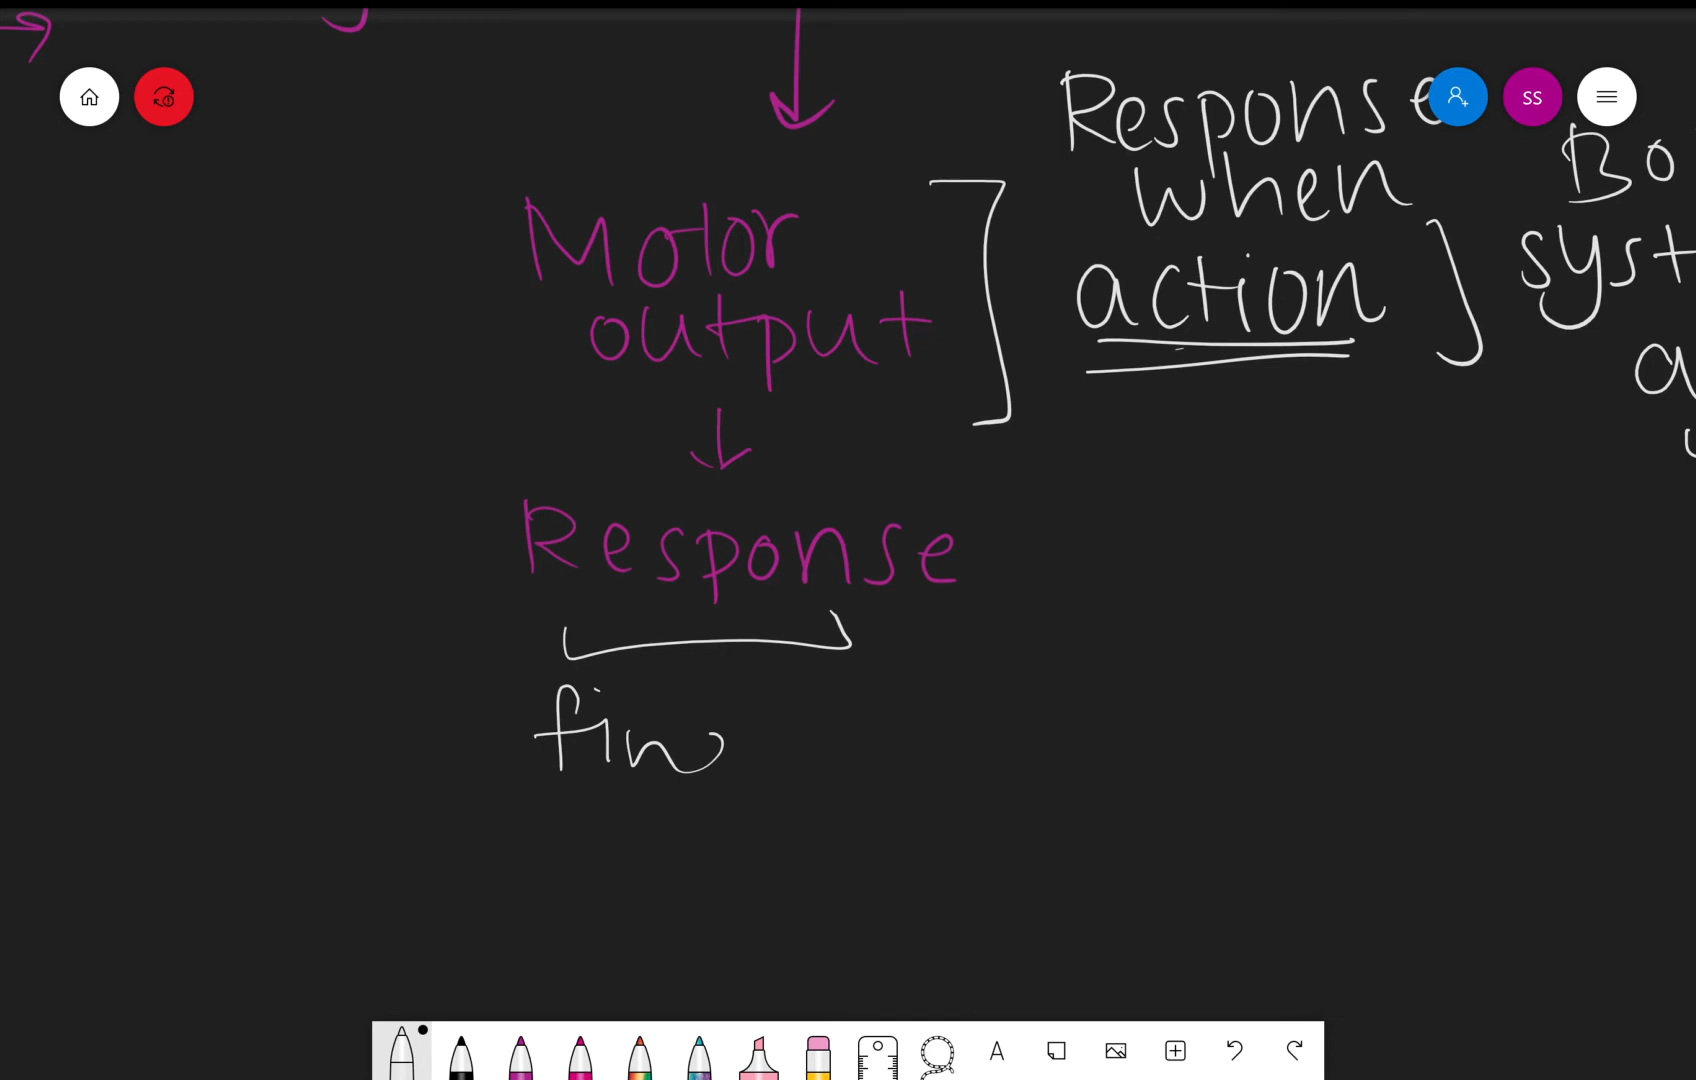 Motor
output
Response
fin
Response
when
action
Bo
syst
a
SS
A